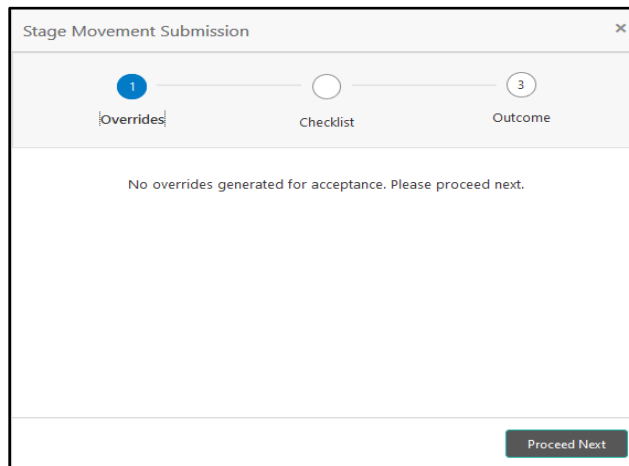 Stage Movement Submission
×
1
3
Overrides
Checklist
Outcome
No overrides generated for acceptance. Please proceed next.
Proceed Next